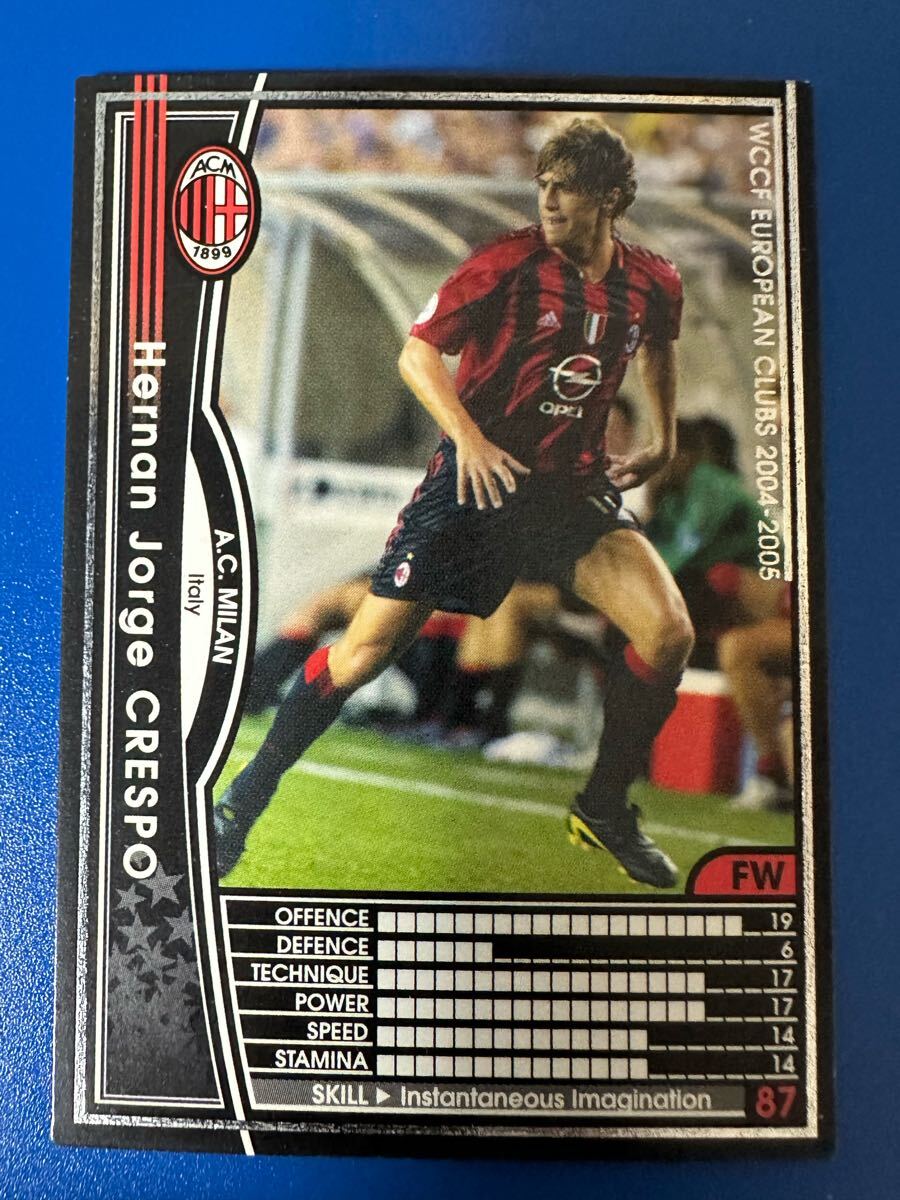 ACM
1899
Hernan Jorge CRESPO
A.C. MILAN
Italy
WCCF EUROPEAN CLUBS 2004-2005
OPEL
FW
OFFENCE 19
DEFENCE 6
TECHNIQUE 17
POWER 17
SPEED 14
STAMINA 14
SKILL ▶ Instantaneous Imagination 87